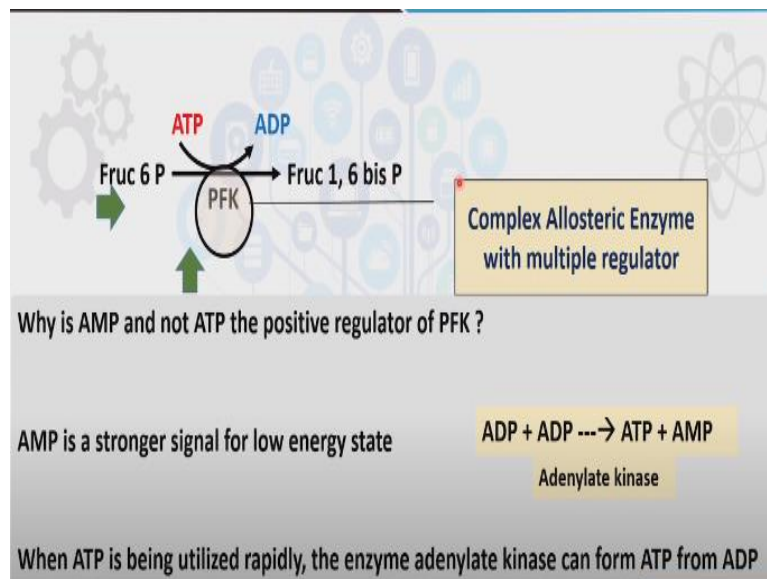 ATP ADP
Fruc 6 P Fruc 1, 6 bis P
PFK
Complex Allosteric Enzyme
with multiple regulator
Why is AMP and not ATP the positive regulator of PFK ?
AMP is a stronger signal for low energy state
ADP + ADP ---→ ATP + AMP
Adenylate kinase
When ATP is being utilized rapidly, the enzyme adenylate kinase can form ATP from ADP